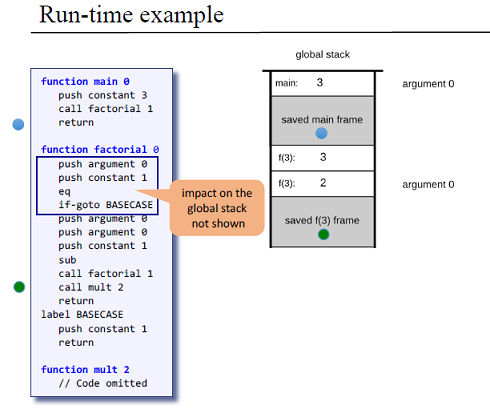 Run-time example
global stack
function main 0
push constant 3
call factorial 1
return
function factorial 0
push argument 0
push constant 1
eq
if-goto BASECASE
push argument 0
push argument 0
push constant 1
sub
call factorial 1
call mult 2
return
label BASECASE
push constant 1
return
function mult 2
// Code omitted
impact on the
global stack
not shown
main: 3
argument 0
saved main frame
f(3): 3
f(3): 2
argument 0
saved f(3) frame